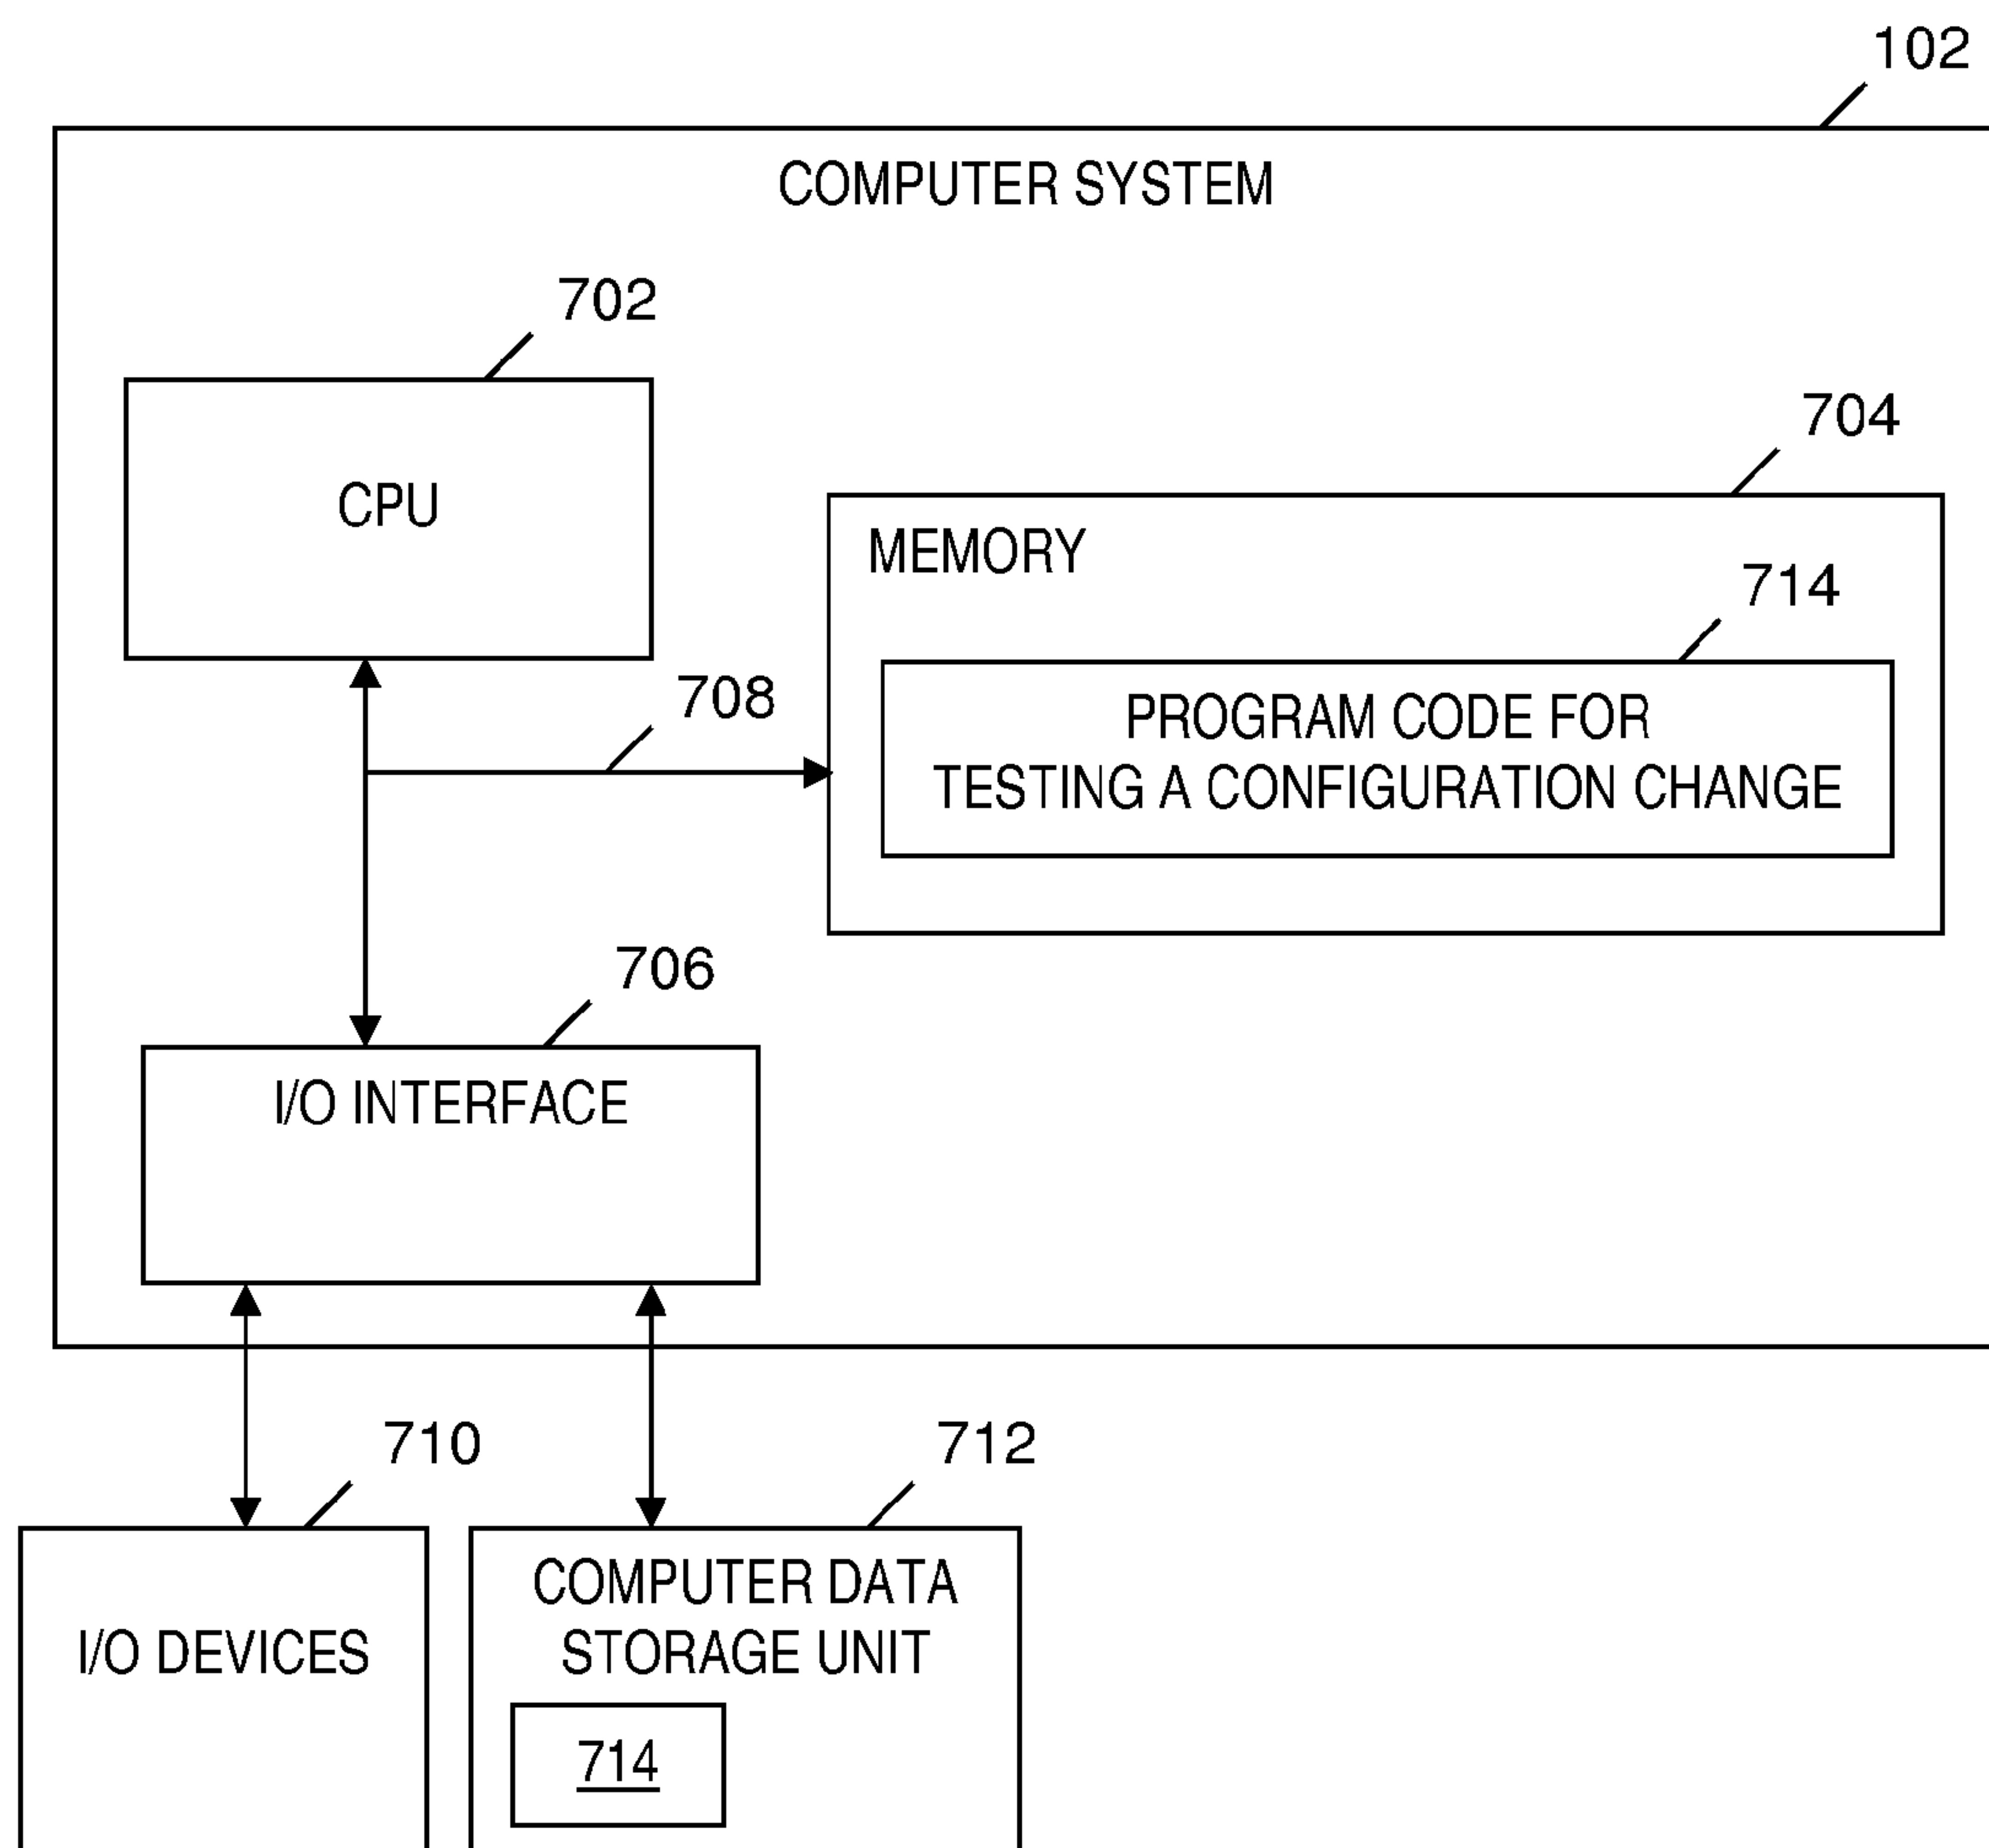 102
COMPUTER SYSTEM
702
CPU
704
MEMORY
714
PROGRAM CODE FOR
TESTING A CONFIGURATION CHANGE
708
706
I/O INTERFACE
710
712
I/O DEVICES
COMPUTER DATA
STORAGE UNIT
714